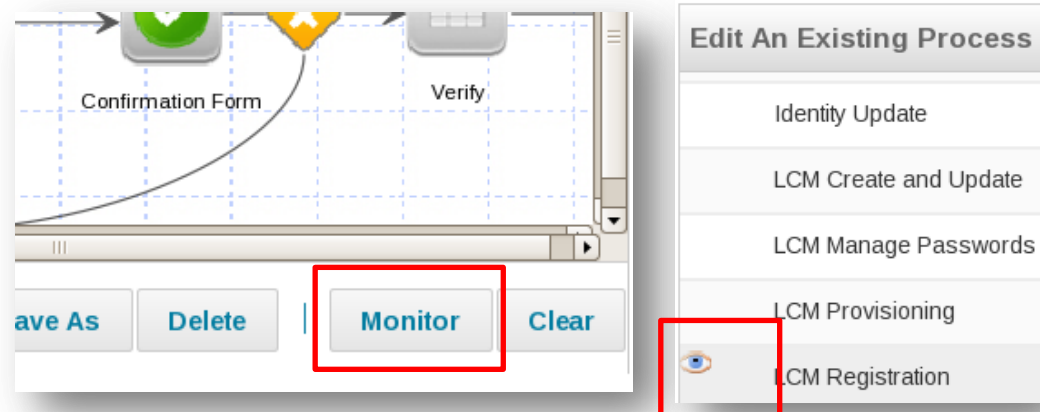 Confirmation Form
Verify
ave As
Delete
|
Monitor
Clear
Edit An Existing Process
Identity Update
LCM Create and Update
LCM Manage Passwords
LCM Provisioning
LCM Registration